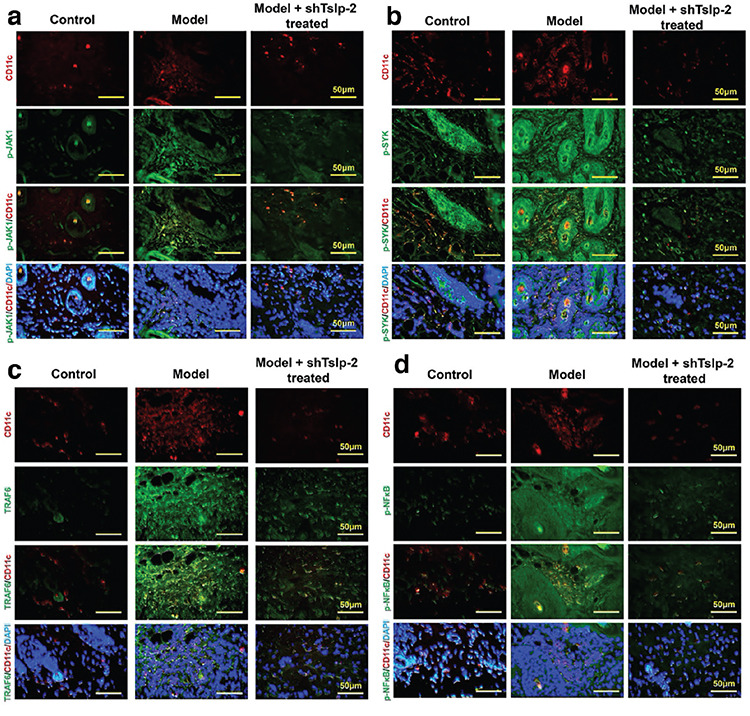 a
Control
Model
Model + shTslp-2
treated
CD11c
50µm
p-JAK1
50µm
p-JAK1/CD11c
50µm
p-JAK1/CD11c/DAPI
50µm
b
Control
Model
Model + shTslp-2
treated
CD11c
50µm
p-SYK
50µm
p-SYK/CD11c
50µm
p-SYK/CD11c/DAPI
50µm
c
Control
Model
Model + shTslp-2
treated
CD11c
50µm
TRAF6
50µm
TRAF6/CD11c
50µm
TRAF6/CD11c/DAPI
50µm
d
Control
Model
Model + shTslp-2
treated
CD11c
50µm
p-NFκB
50µm
p-NFκB/CD11c
50µm
p-NFκB/CD11c/DAPI
50µm